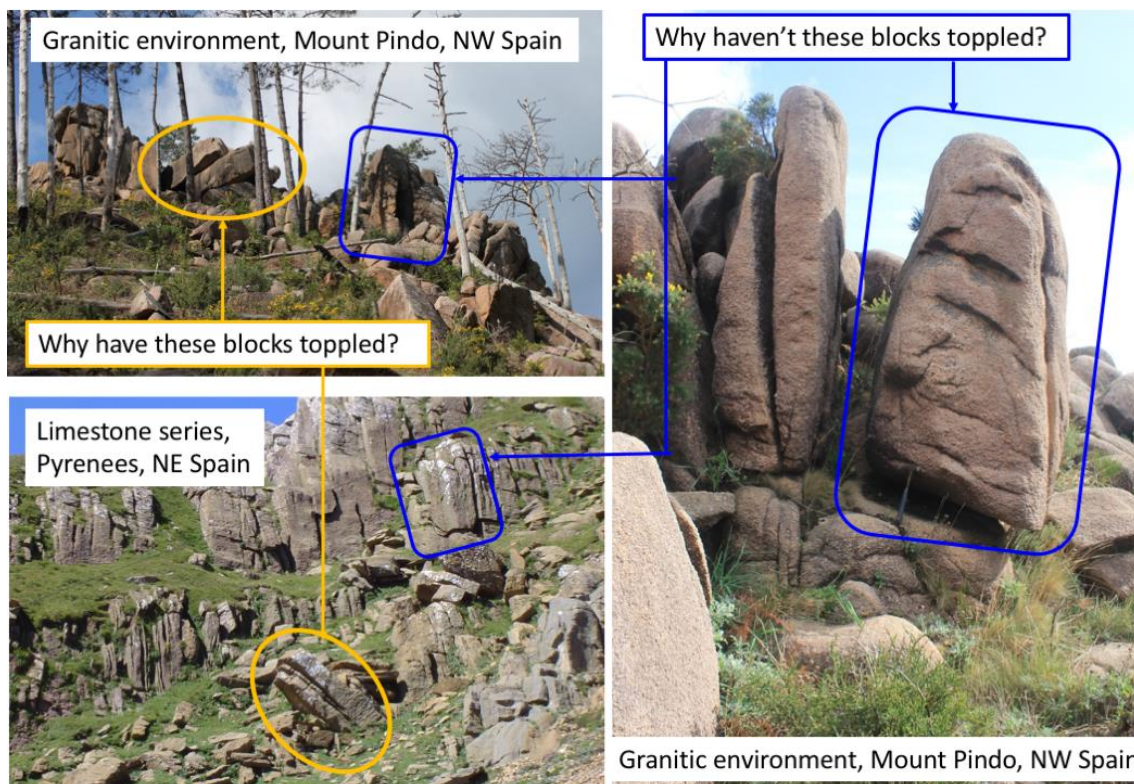 Granitic environment, Mount Pindo, NW Spain
Why haven't these blocks toppled?
Why have these blocks toppled?
Limestone series,
Pyrenees, NE Spain
Granitic environment, Mount Pindo, NW Spain